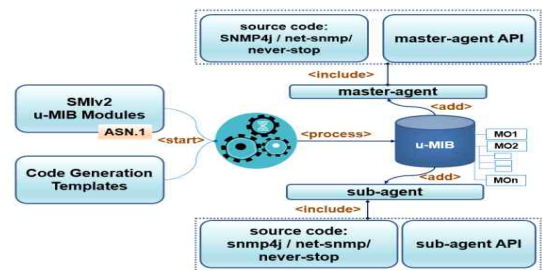 source code:
SNMP4j / net-snmp/
never-stop
master-agent API
<include>
master-agent
<add>
SMIv2
u-MIB Modules
ASN.1
<start>
<process>
u-MIB
MO1
MO2
MOn
Code Generation
Templates
<add>
sub-agent
<include>
source code:
snmp4j / net-snmp/
never-stop
sub-agent API